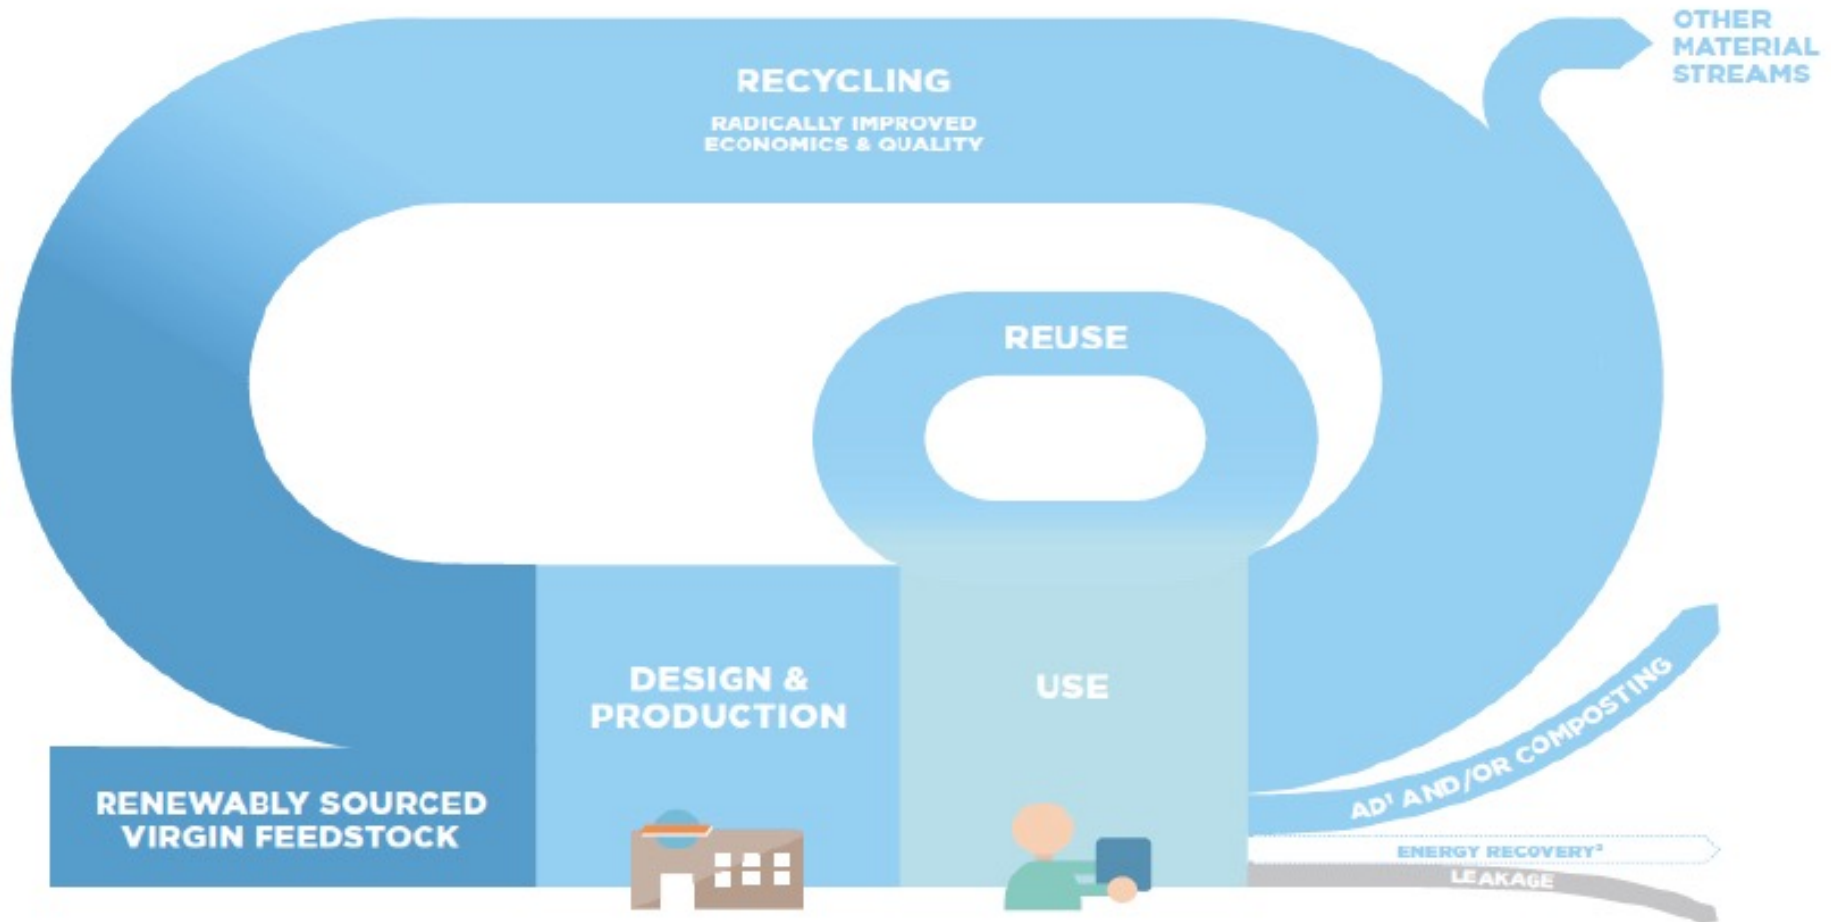 OTHER
MATERIAL
STREAMS
RECYCLING
RADICALLY IMPROVED
ECONOMICS & QUALITY
REUSE
DESIGN &
PRODUCTION
USE
RENEWABLY SOURCED
VIRGIN FEEDSTOCK
AD¹ AND/OR COMPOSTING
ENERGY RECOVERY²
LEAKAGE